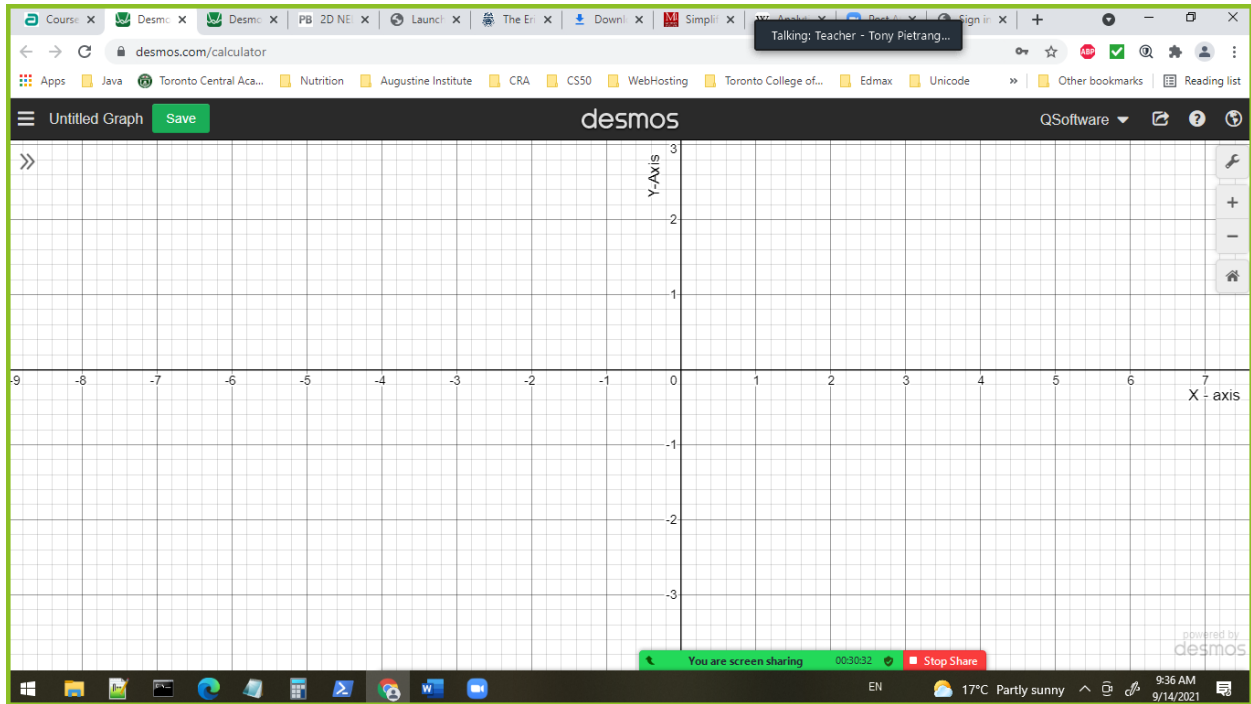 Course Desmo Desmo PB 2D NEI Launch The Eri Downl Simplif Sign in
Talking: Teacher - Tony Pietrang...
desmos.com/calculator ABP
Apps Java Toronto Central Aca... Nutrition Augustine Institute CRA CS50 WebHosting Toronto College of... Edmax Unicode » Other bookmarks Reading list
Untitled Graph Save desmos QSoftware
3
Y-Axis
2
1
-9 -8 -7 -6 -5 -4 -3 -2 -1 0 1 2 3 4 5 6 7
X - axis
-1
-2
-3
powered by
desmos
You are screen sharing 00:30:32 Stop Share
EN 17°C Partly sunny 9:36 AM
9/14/2021